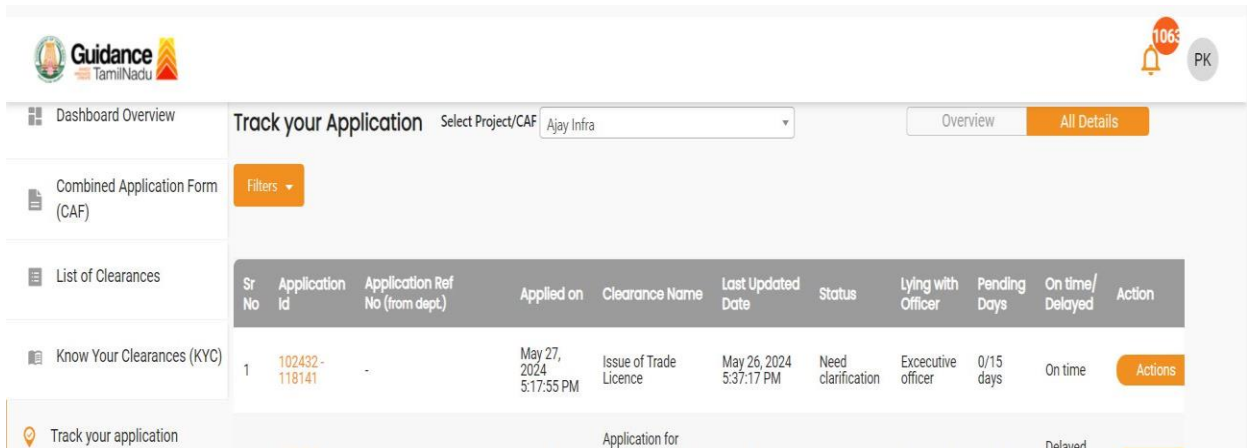 Guidance
TamilNadu
1063
PK
Dashboard Overview
Track your Application
Select Project/CAF
Ajay Infra
Overview
All Details
Combined Application Form
(CAF)
Filters
List of Clearances
Sr No
Application Id
Application Ref No (from dept.)
Applied on
Clearance Name
Last Updated Date
Status
Lying with Officer
Pending Days
On time/ Delayed
Action
Know Your Clearances (KYC)
1
102432-
118141
-
May 27,
2024
5:17:55 PM
Issue of Trade
Licence
May 26, 2024
5:37:17 PM
Need
clarification
Excecutive
officer
0/15
days
On time
Actions
Track your application
Application for
Delayed